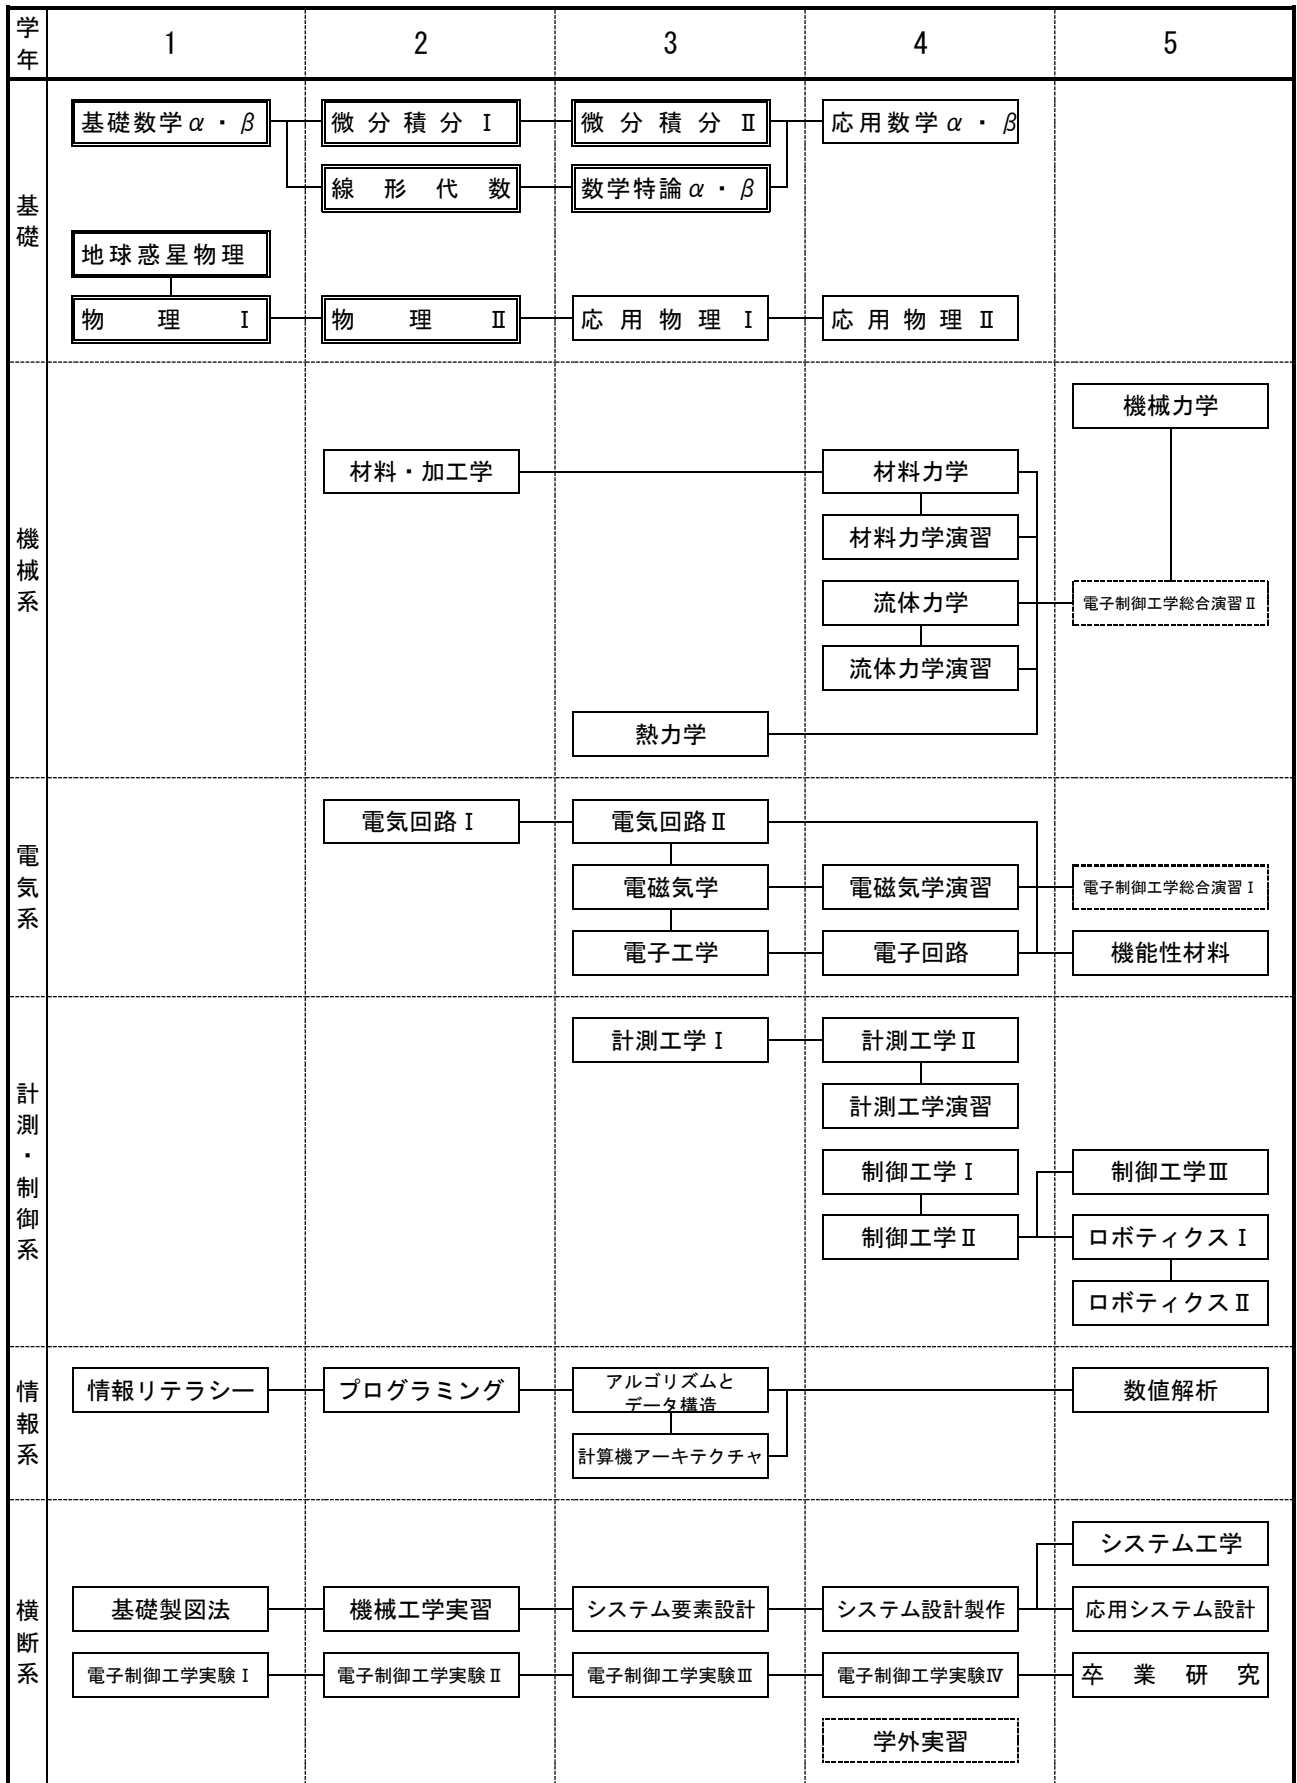 学年 1 2 3 4 5
基礎
基礎数学α・β 微分積分Ⅰ 微分積分Ⅱ 応用数学α・β
線形代数 数学特論α・β
地球惑星物理
物理Ⅰ 物理Ⅱ 応用物理Ⅰ 応用物理Ⅱ
機械系
機械力学
材料・加工学 材料力学
材料力学演習
流体力学 電子制御工学総合演習Ⅱ
流体力学演習
熱力学
電気系
電気回路Ⅰ 電気回路Ⅱ
電磁気学 電磁気学演習 電子制御工学総合演習Ⅰ
電子工学 電子回路 機能性材料
計測・制御系
計測工学Ⅰ 計測工学Ⅱ
計測工学演習
制御工学Ⅰ 制御工学Ⅲ
制御工学Ⅱ ロボティクスⅠ
ロボティクスⅡ
情報系
情報リテラシー プログラミング アルゴリズムと
データ構造 数値解析
計算機アーキテクチャ
横断系
システム工学
基礎製図法 機械工学実習 システム要素設計 システム設計製作 応用システム設計
電子制御工学実験Ⅰ 電子制御工学実験Ⅱ 電子制御工学実験Ⅲ 電子制御工学実験Ⅳ 卒業研究
学外実習